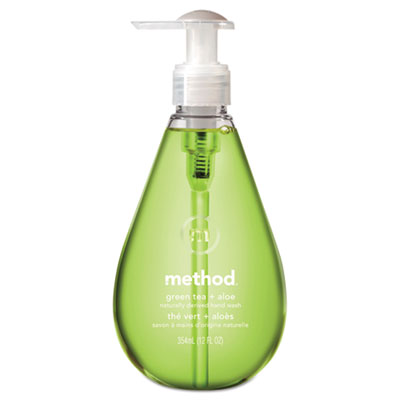 m
method.
green tea + aloe
naturally derived hand wash
thé vert + aloès
savon à mains d'origine naturelle
354mL (12 FL OZ)